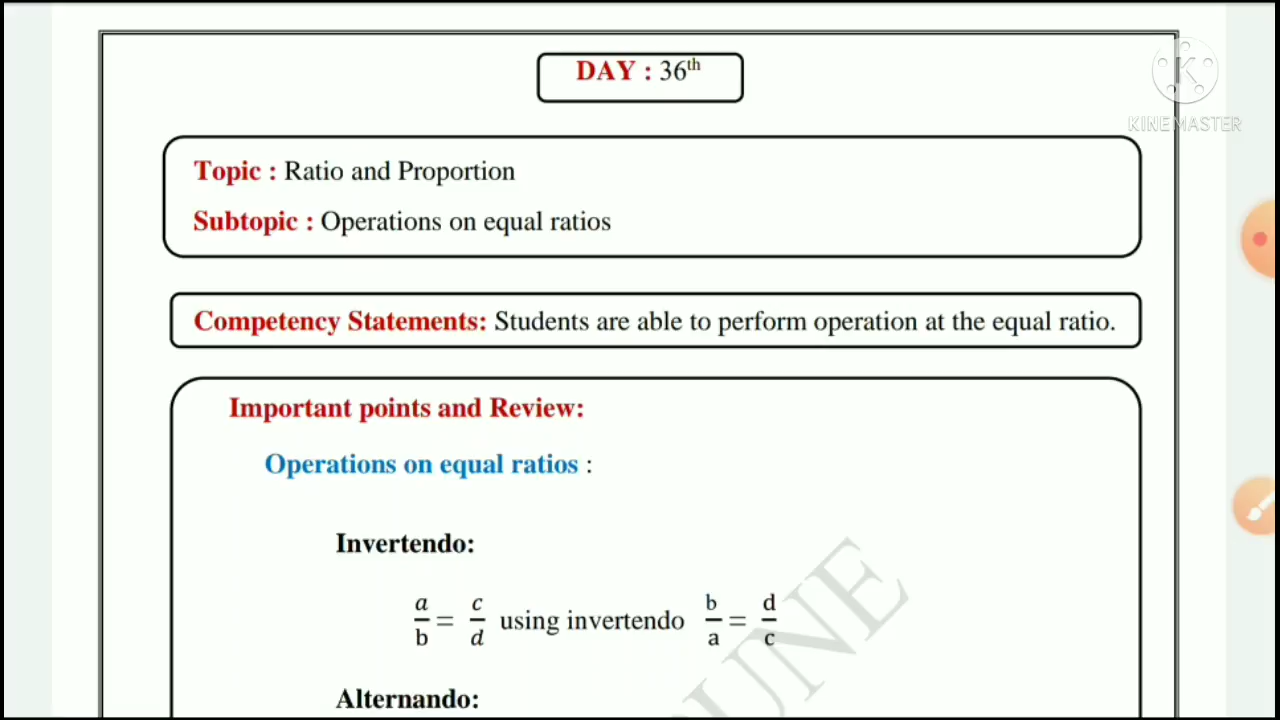 DAY : 36th
KINEMASTER
Topic : Ratio and Proportion
Subtopic : Operations on equal ratios
Competency Statements: Students are able to perform operation at the equal ratio.
Important points and Review:
Operations on equal ratios :
Invertendo:
a/b = c/d using invertendo b/a = d/c
UNE
Alternando: